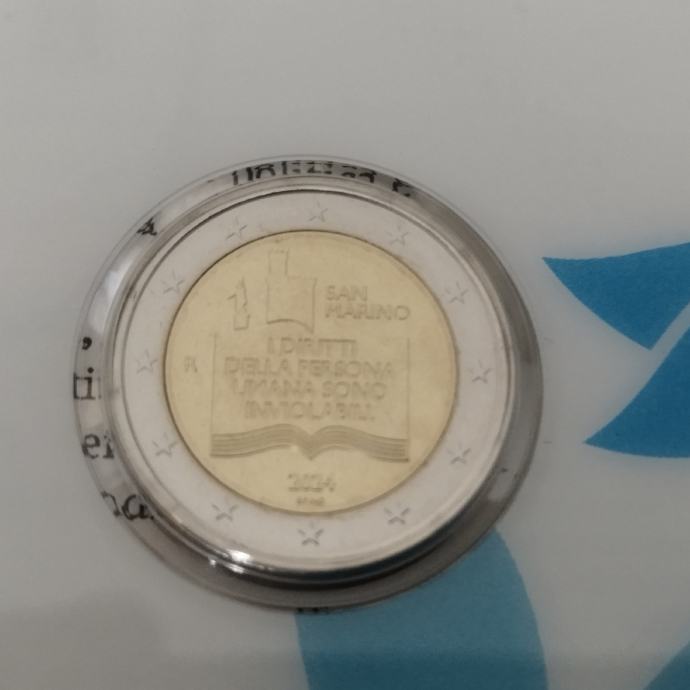 SAN
MARINO
I DIRITTI
DELLA PERSONA
UMANA SONO
INVIOLABILI
R
2024